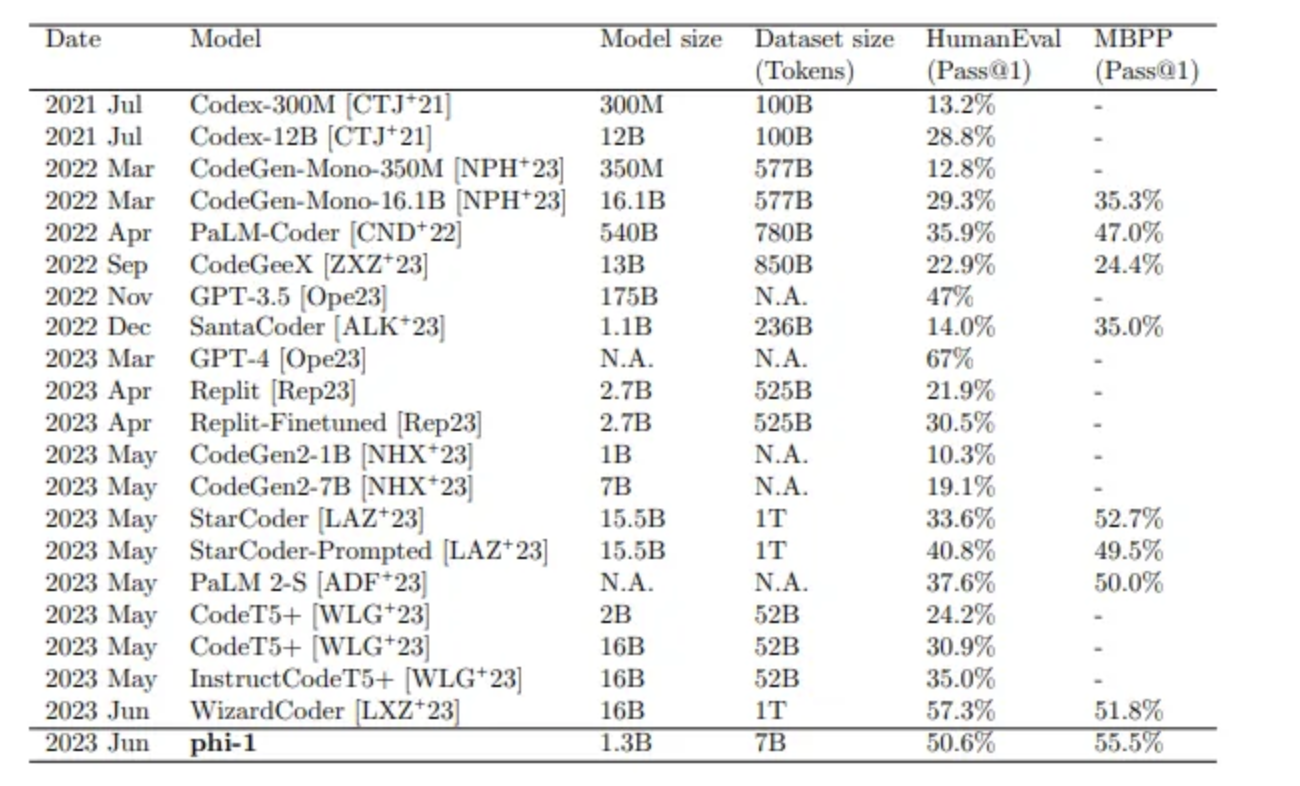 Date Model Model size Dataset size HumanEval MBPP
(Tokens) (Pass@1) (Pass@1)
2021 Jul Codex-300M [CTJ+21] 300M 100B 13.2% -
2021 Jul Codex-12B [CTJ+21] 12B 100B 28.8% -
2022 Mar CodeGen-Mono-350M [NPH+23] 350M 577B 12.8% -
2022 Mar CodeGen-Mono-16.1B [NPH+23] 16.1B 577B 29.3% 35.3%
2022 Apr PaLM-Coder [CND+22] 540B 780B 35.9% 47.0%
2022 Sep CodeGeeX [ZXZ+23] 13B 850B 22.9% 24.4%
2022 Nov GPT-3.5 [Ope23] 175B N.A. 47% -
2022 Dec SantaCoder [ALK+23] 1.1B 236B 14.0% 35.0%
2023 Mar GPT-4 [Ope23] N.A. N.A. 67% -
2023 Apr Replit [Rep23] 2.7B 525B 21.9% -
2023 Apr Replit-Finetuned [Rep23] 2.7B 525B 30.5% -
2023 May CodeGen2-1B [NHX+23] 1B N.A. 10.3% -
2023 May CodeGen2-7B [NHX+23] 7B N.A. 19.1% -
2023 May StarCoder [LAZ+23] 15.5B 1T 33.6% 52.7%
2023 May StarCoder-Prompted [LAZ+23] 15.5B 1T 40.8% 49.5%
2023 May PaLM 2-S [ADF+23] N.A. N.A. 37.6% 50.0%
2023 May CodeT5+ [WLG+23] 2B 52B 24.2% -
2023 May CodeT5+ [WLG+23] 16B 52B 30.9% -
2023 May InstructCodeT5+ [WLG+23] 16B 52B 35.0% -
2023 Jun WizardCoder [LXZ+23] 16B 1T 57.3% 51.8%
2023 Jun phi-1 1.3B 7B 50.6% 55.5%